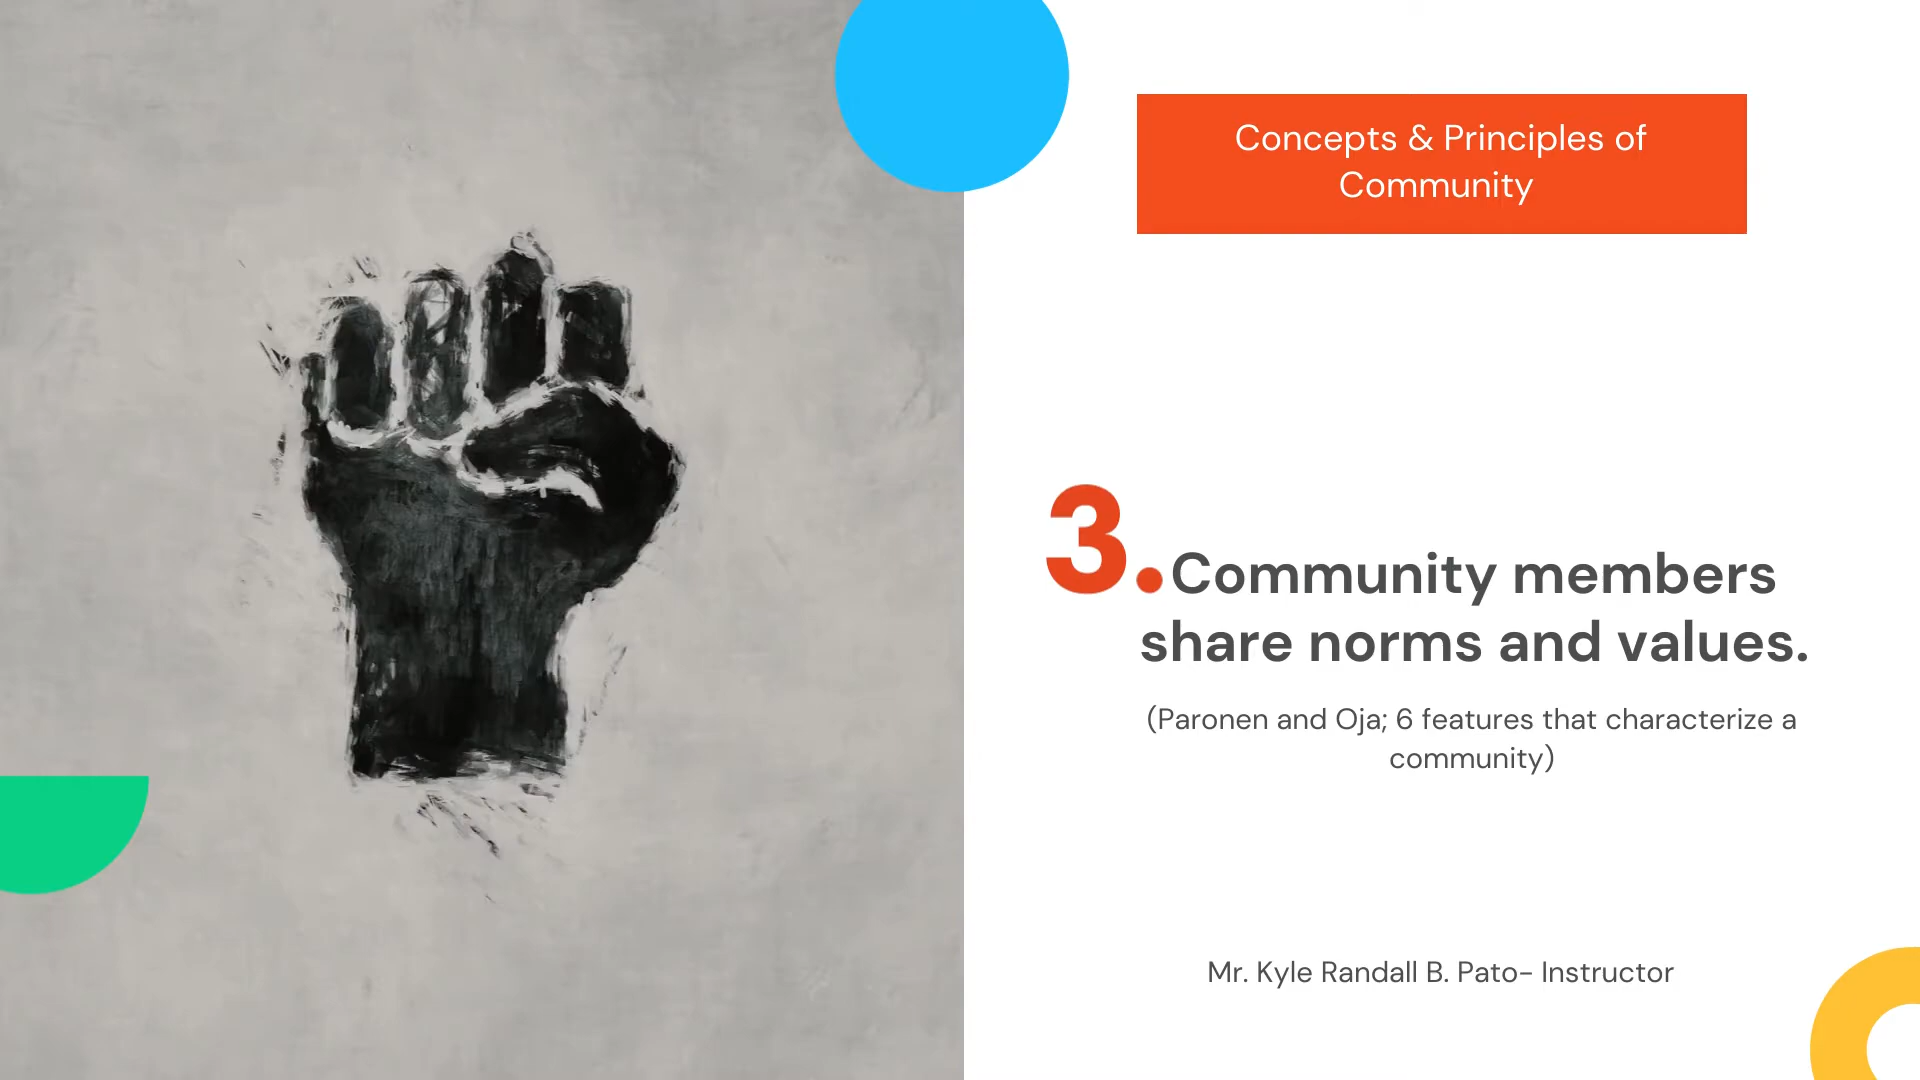 Concepts & Principles of
Community
3. Community members
share norms and values.
(Paronen and Oja; 6 features that characterize a
community)
Mr. Kyle Randall B. Pato- Instructor